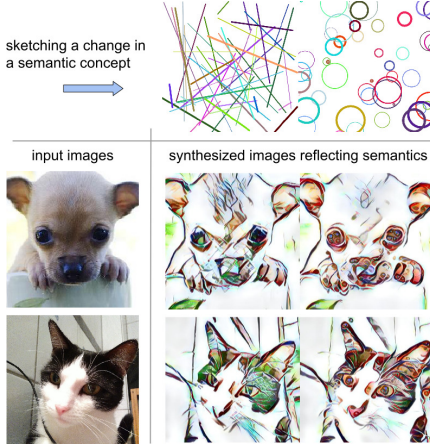 sketching a change in
a semantic concept
input images
synthesized images reflecting semantics